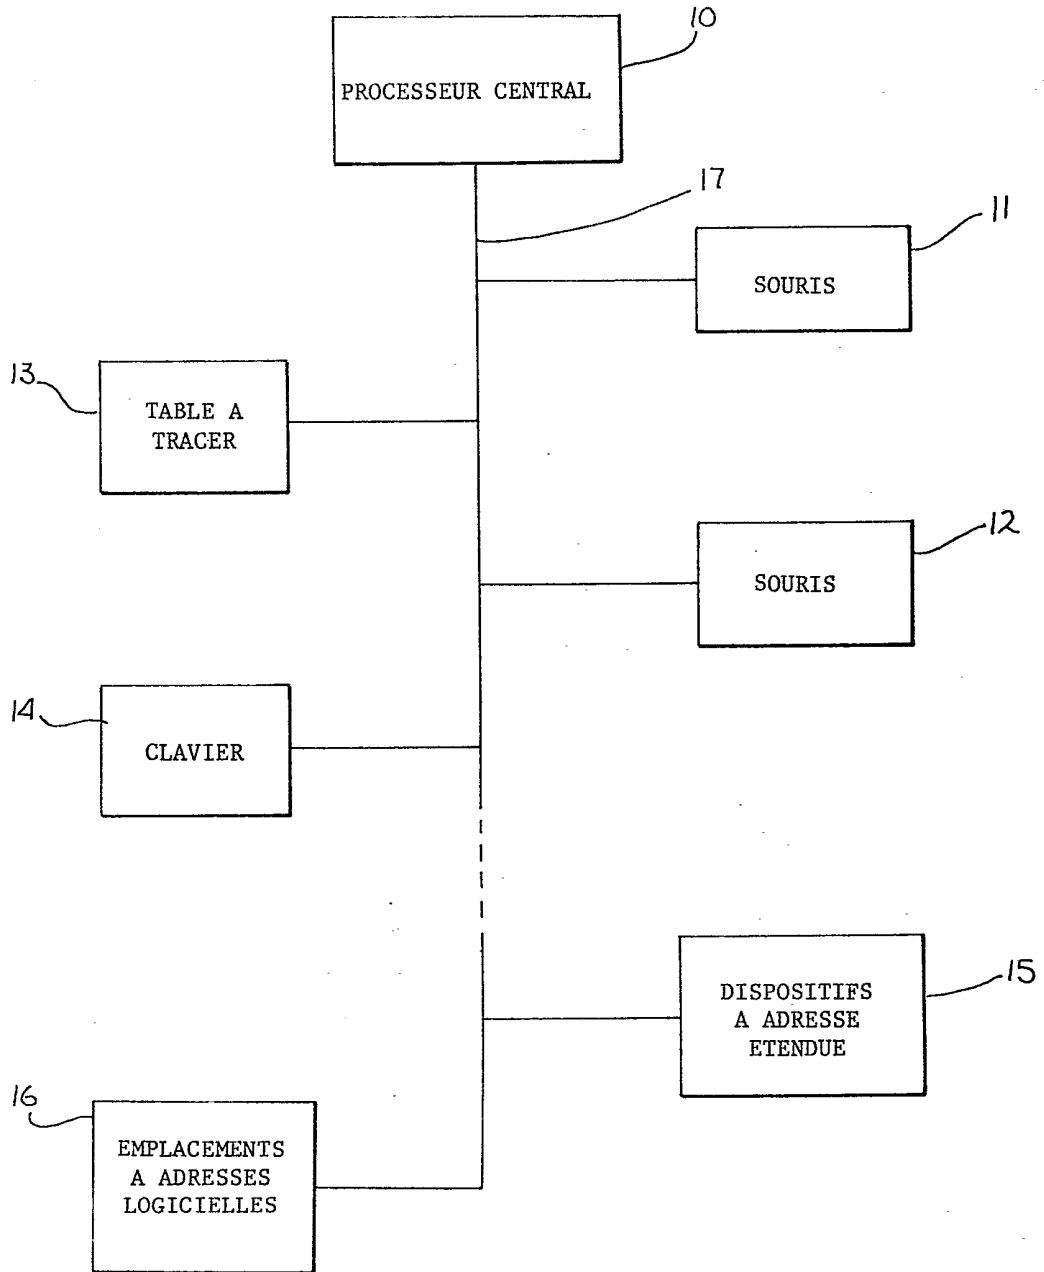 10
PROCESSEUR CENTRAL
17
11
SOURIS
13
TABLE A
TRACER
12
SOURIS
14
CLAVIER
15
DISPOSITIFS
A ADRESSE
ETENDUE
16
EMPLACEMENTS
A ADRESSES
LOGICIELLES